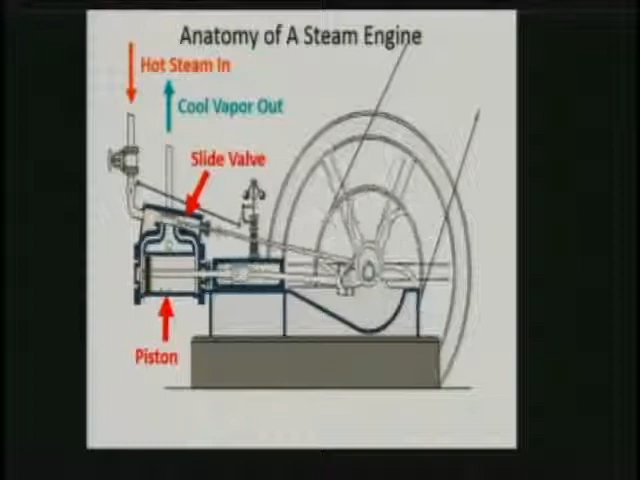 Anatomy of A Steam Engine
Hot Steam In
Cool Vapor Out
Slide Valve
Piston